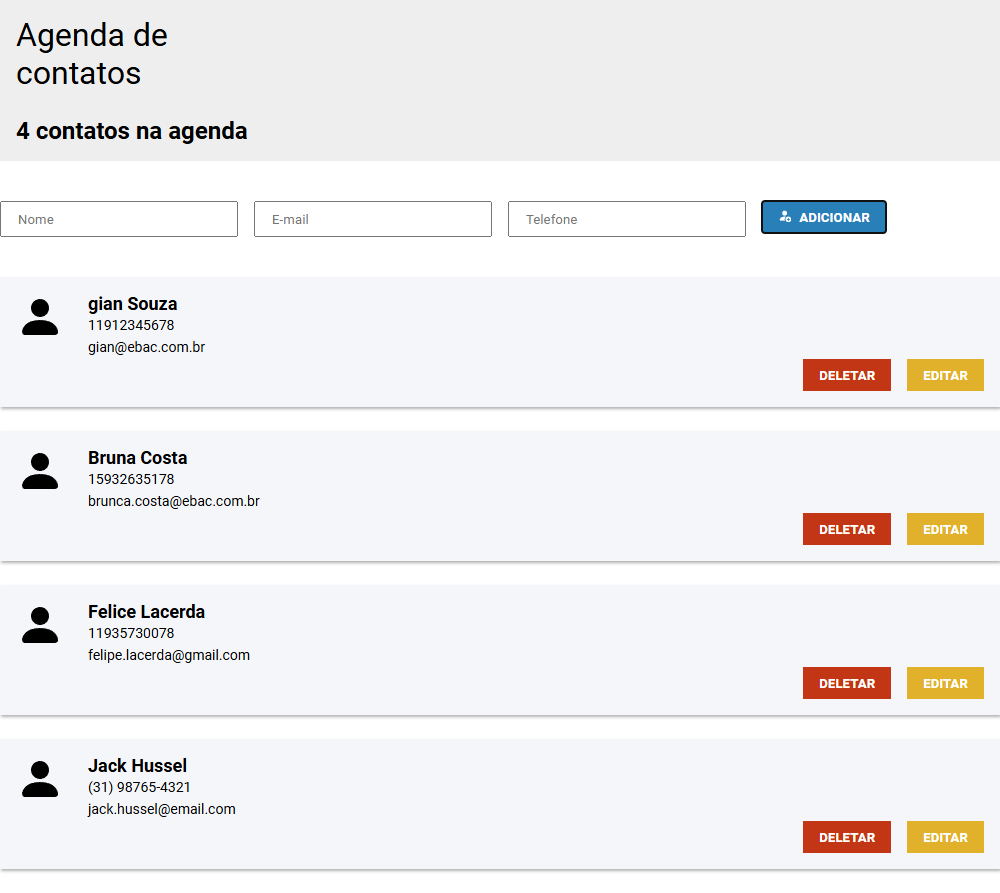 Agenda de
contatos
4 contatos na agenda
Nome
E-mail
Telefone
ADICIONAR
gian Souza
11912345678
gian@ebac.com.br
DELETAR
EDITAR
Bruna Costa
15932635178
brunca.costa@ebac.com.br
DELETAR
EDITAR
Felice Lacerda
11935730078
felipe.lacerda@gmail.com
DELETAR
EDITAR
Jack Hussel
(31) 98765-4321
jack.hussel@email.com
DELETAR
EDITAR